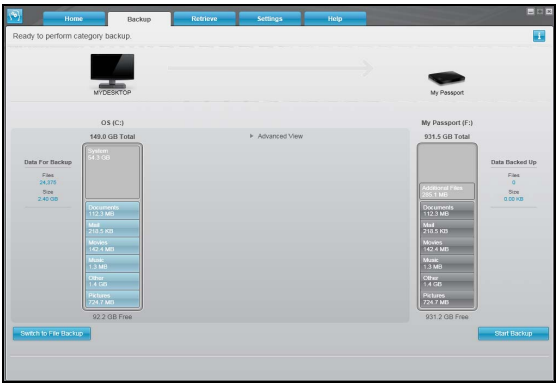 Home Backup Retrieve Settings Help
Ready to perform category backup.
i
MYDESKTOP
My Passport
OS (C:)
149.0 GB Total
Advanced View
My Passport (F:)
931.5 GB Total
Data For Backup
Files
24,576
Size
2.40 GB
System
54.3 GB
Documents
112.3 MB
Mail
218.5 KB
Movies
142.4 MB
Music
1.3 MB
Other
1.4 GB
Pictures
724.7 MB
92.2 GB Free
Additional Files
285.1 MB
Documents
112.3 MB
Mail
218.5 KB
Movies
142.4 MB
Music
1.3 MB
Other
1.4 GB
Pictures
724.7 MB
931.2 GB Free
Data Backed Up
Files
0
Size
0.00 KB
Switch to File Backup
Start Backup